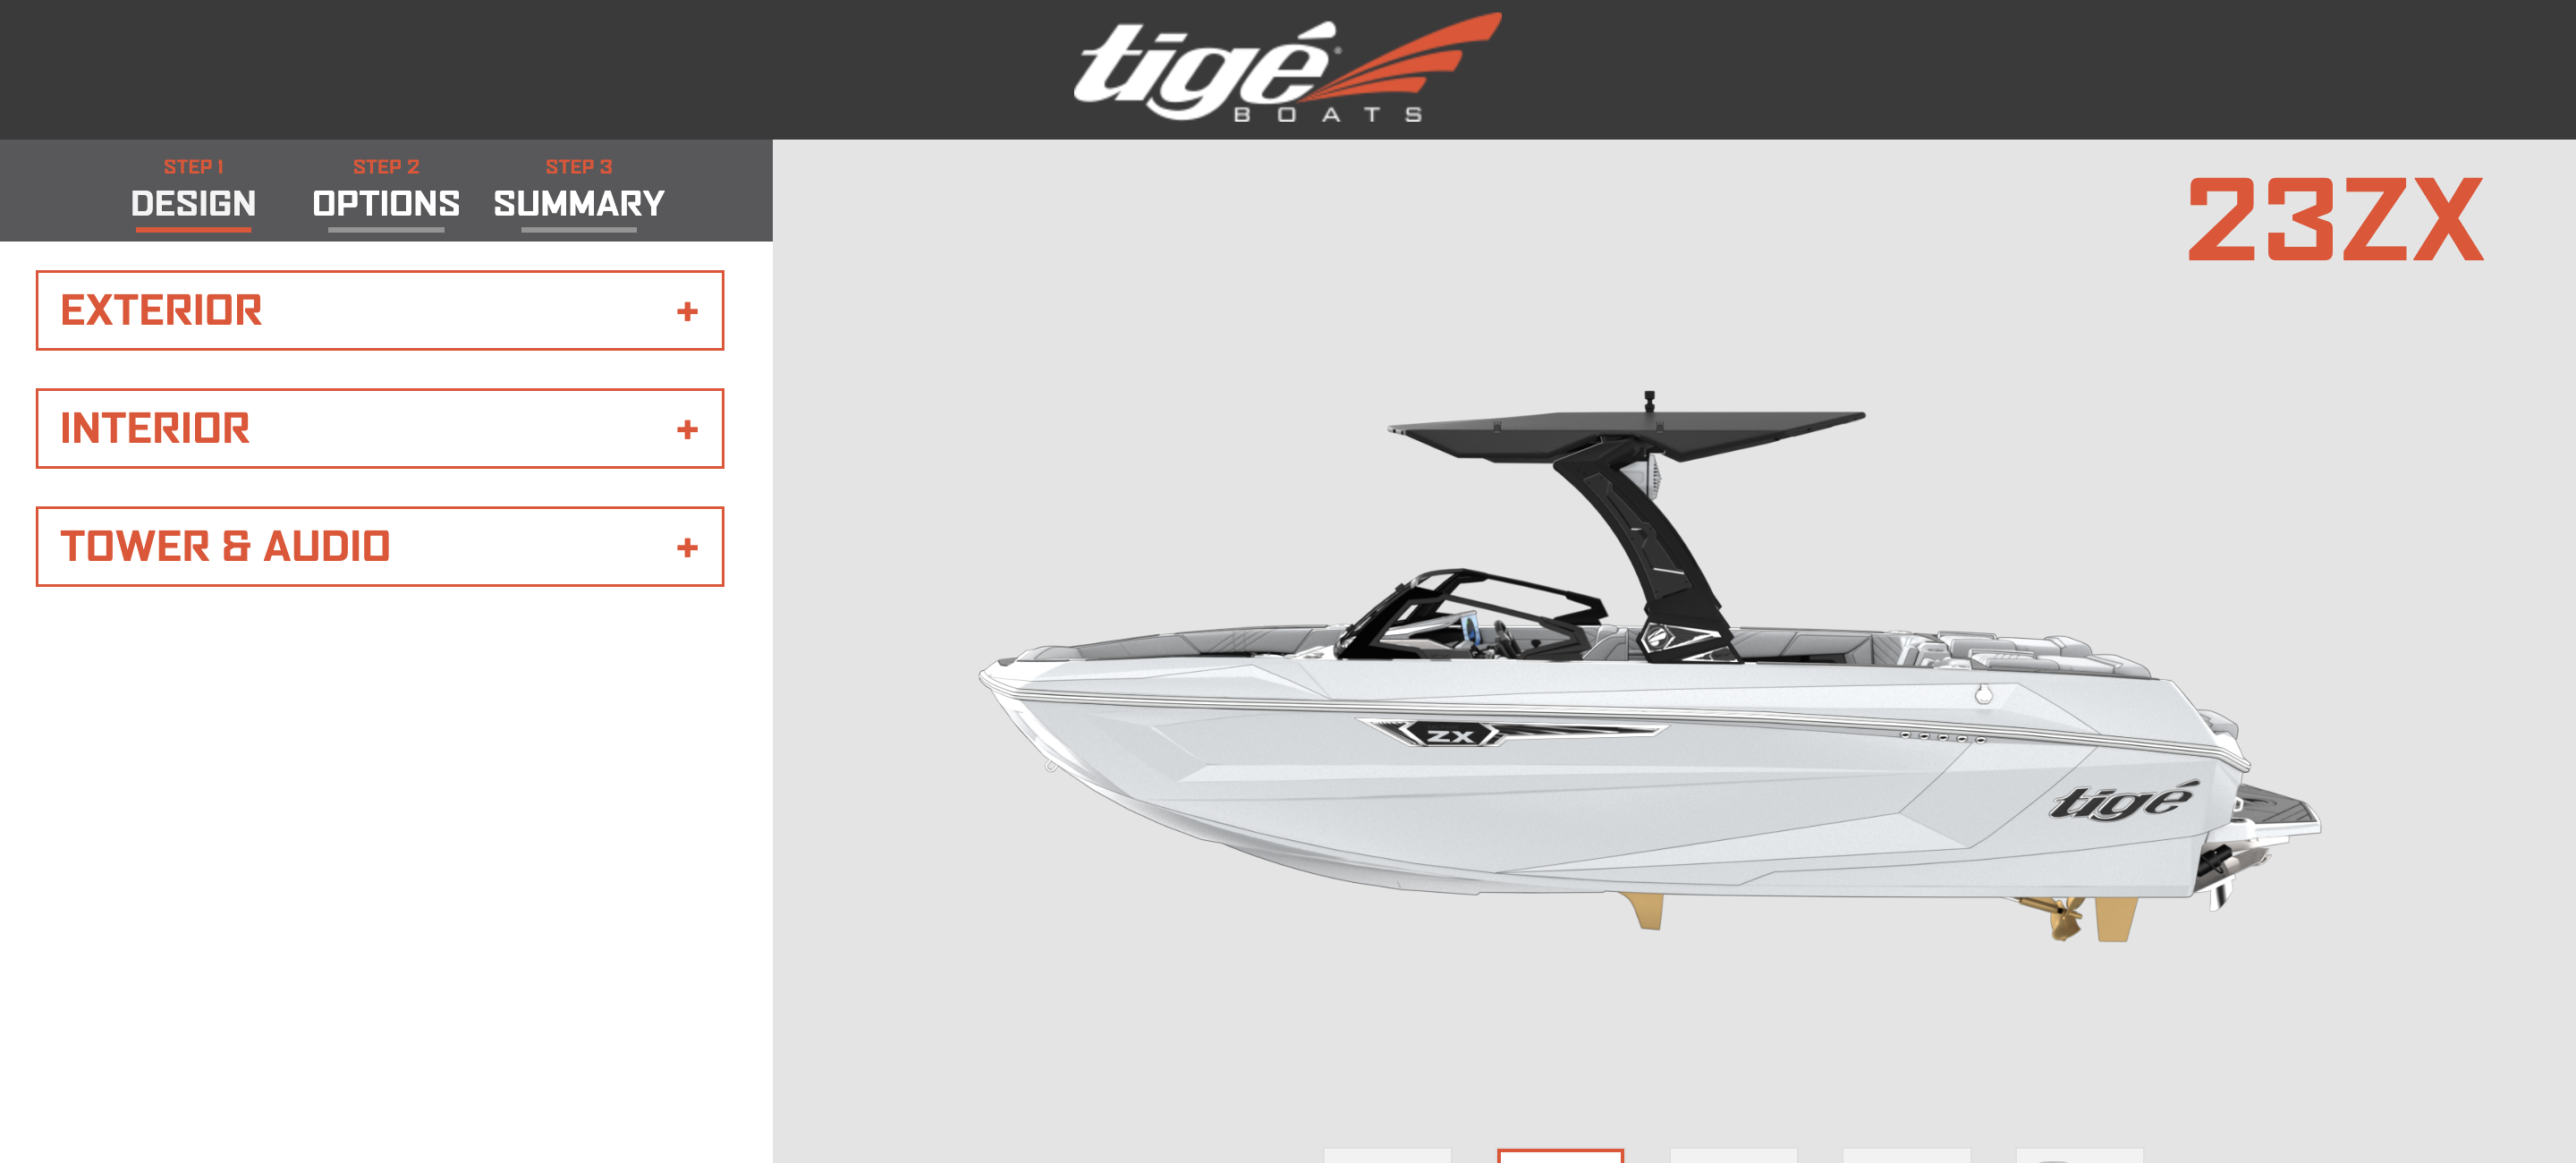 tigé®
BOATS
STEP 1
DESIGN
STEP 2
OPTIONS
STEP 3
SUMMARY
EXTERIOR +
INTERIOR +
TOWER & AUDIO +
23ZX
ZX
tigé